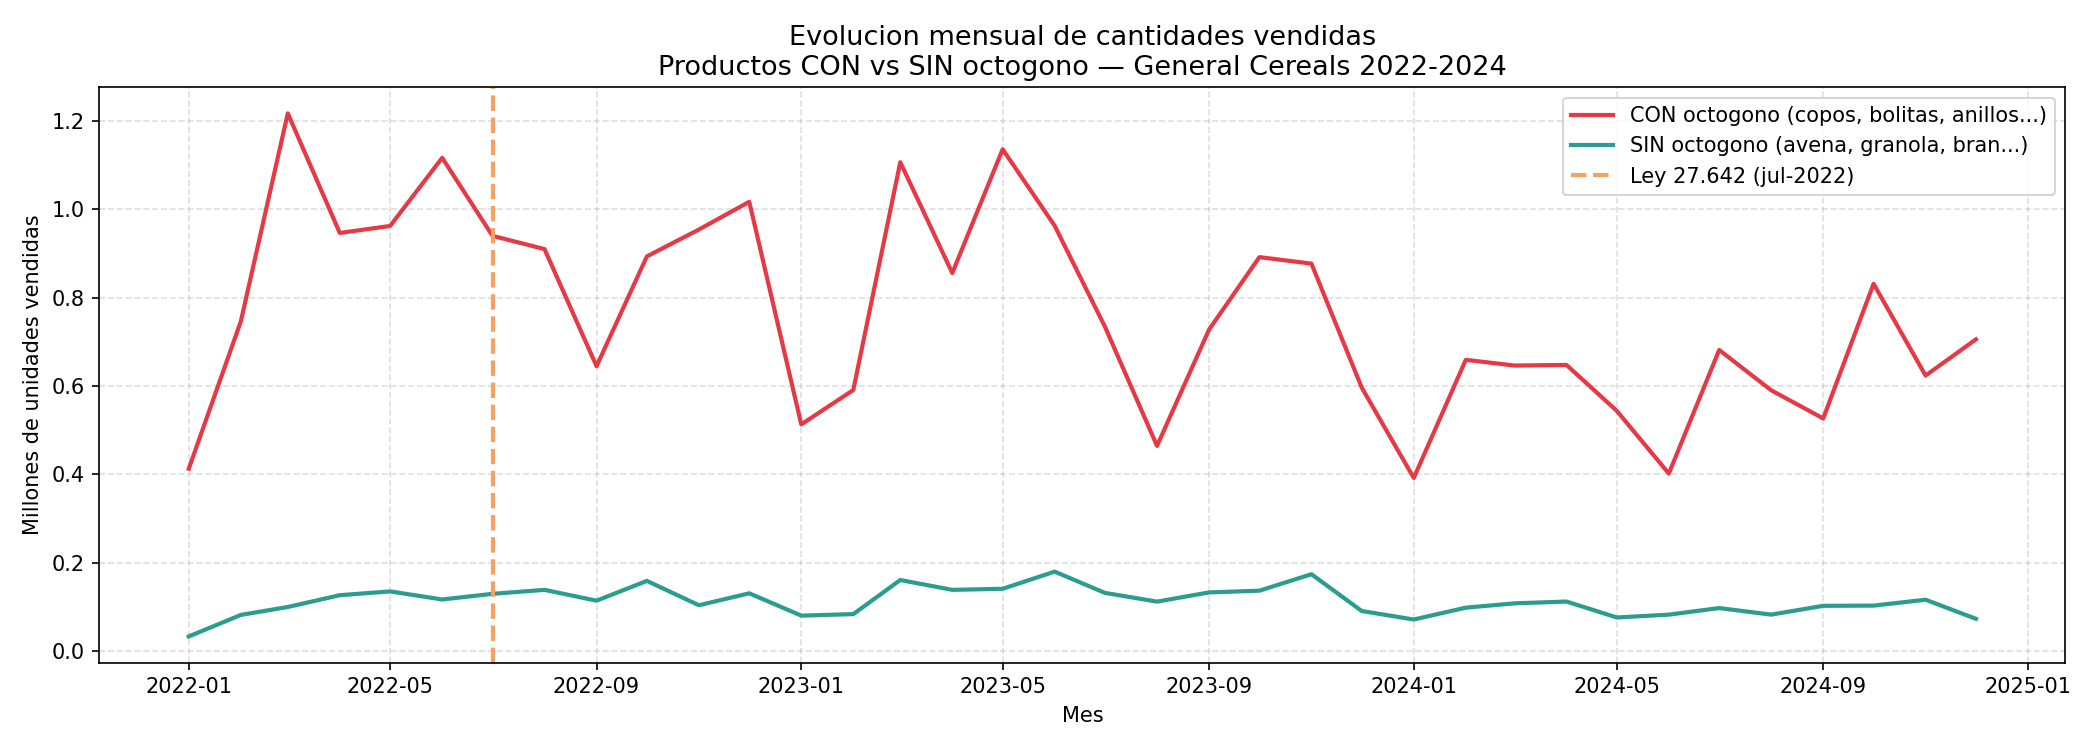 Evolucion mensual de cantidades vendidas
Productos CON vs SIN octogono — General Cereals 2022-2024
CON octogono (copos, bolitas, anillos...)
SIN octogono (avena, granola, bran...)
Ley 27.642 (jul-2022)
Millones de unidades vendidas
1.2
1.0
0.8
0.6
0.4
0.2
0.0
2022-01 2022-05 2022-09 2023-01 2023-05 2023-09 2024-01 2024-05 2024-09 2025-01
Mes